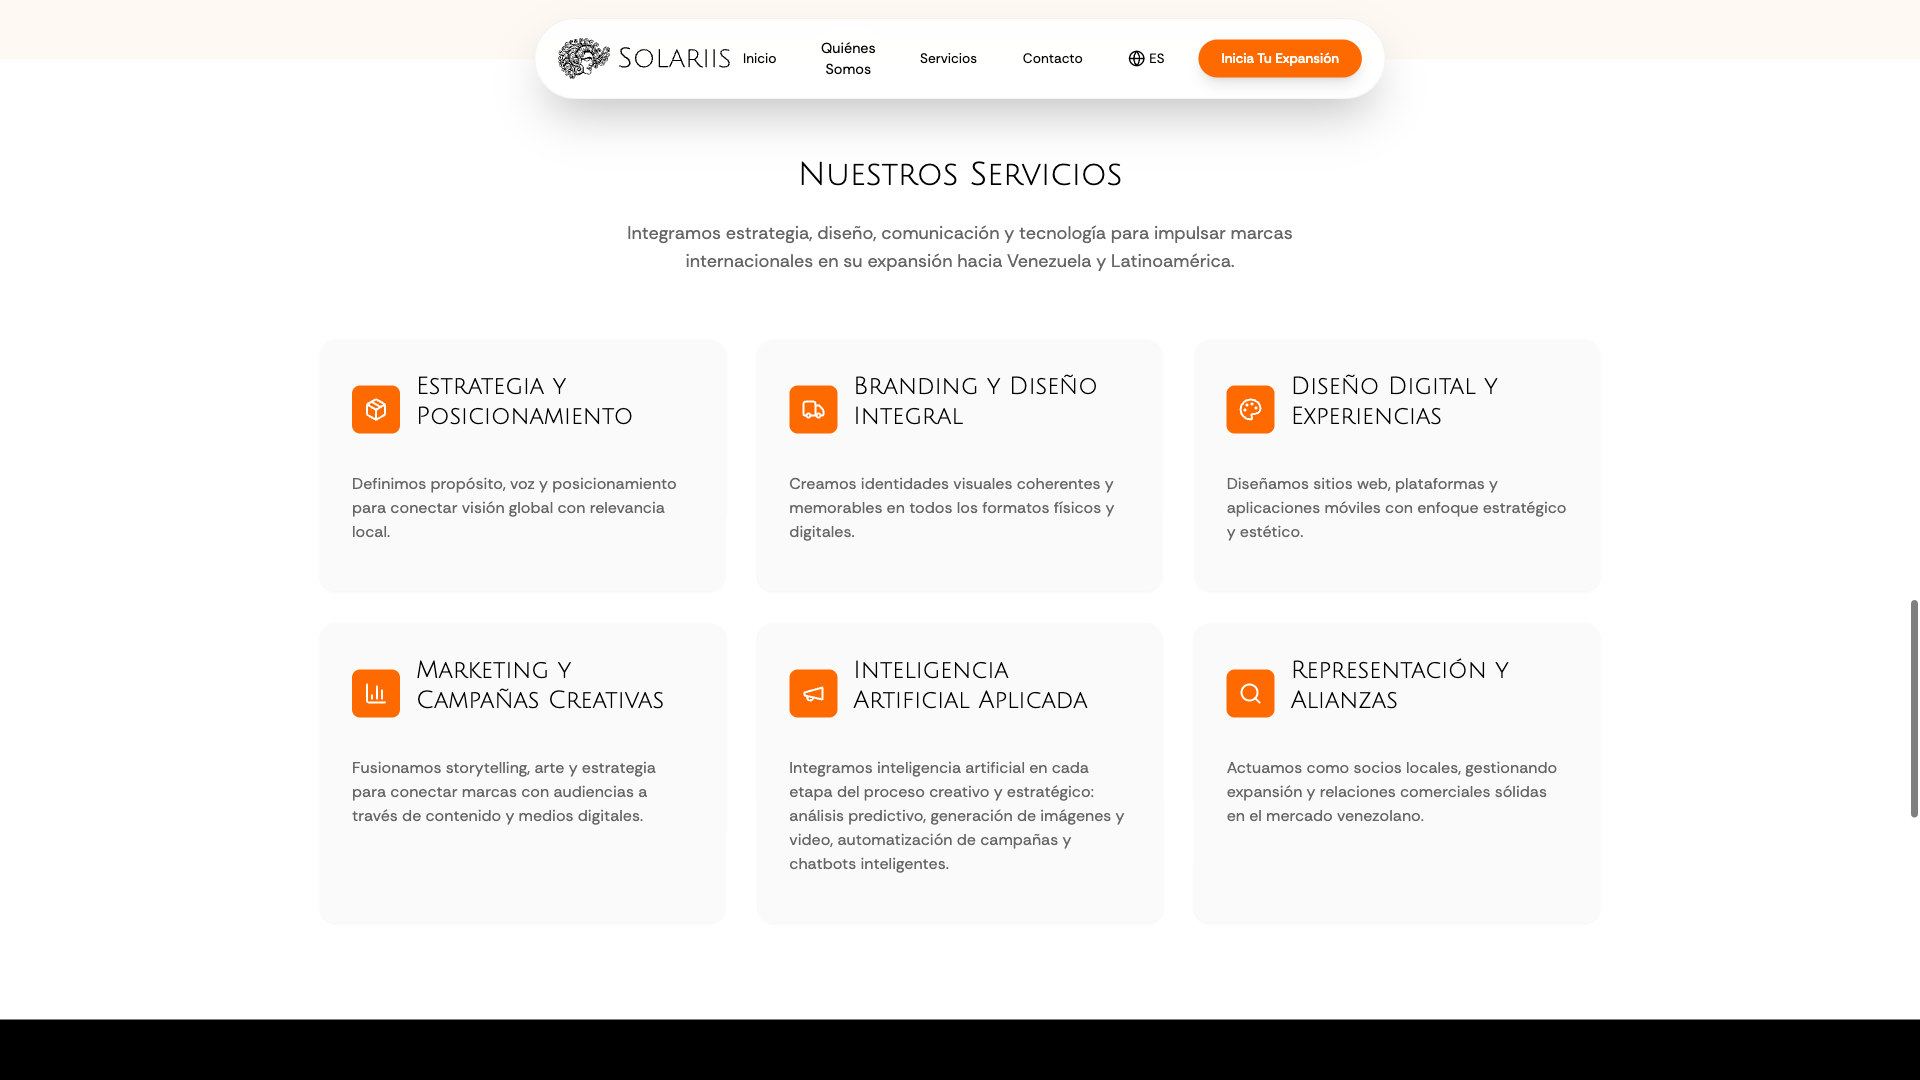 SOLARIIS
Inicio
Quiénes
Somos
Servicios
Contacto
ES
Inicia Tu Expansión
Nuestros Servicios
Integramos estrategia, diseño, comunicación y tecnología para impulsar marcas
internacionales en su expansión hacia Venezuela y Latinoamérica.
Estrategia y
Posicionamiento
Definimos propósito, voz y posicionamiento
para conectar visión global con relevancia
local.
Branding y Diseño
Integral
Creamos identidades visuales coherentes y
memorables en todos los formatos físicos y
digitales.
Diseño Digital y
Experiencias
Diseñamos sitios web, plataformas y
aplicaciones móviles con enfoque estratégico
y estético.
Marketing y
Campañas Creativas
Fusionamos storytelling, arte y estrategia
para conectar marcas con audiencias a
través de contenido y medios digitales.
Inteligencia
Artificial Aplicada
Integramos inteligencia artificial en cada
etapa del proceso creativo y estratégico:
análisis predictivo, generación de imágenes y
video, automatización de campañas y
chatbots inteligentes.
Representación y
Alianzas
Actuamos como socios locales, gestionando
expansión y relaciones comerciales sólidas
en el mercado venezolano.